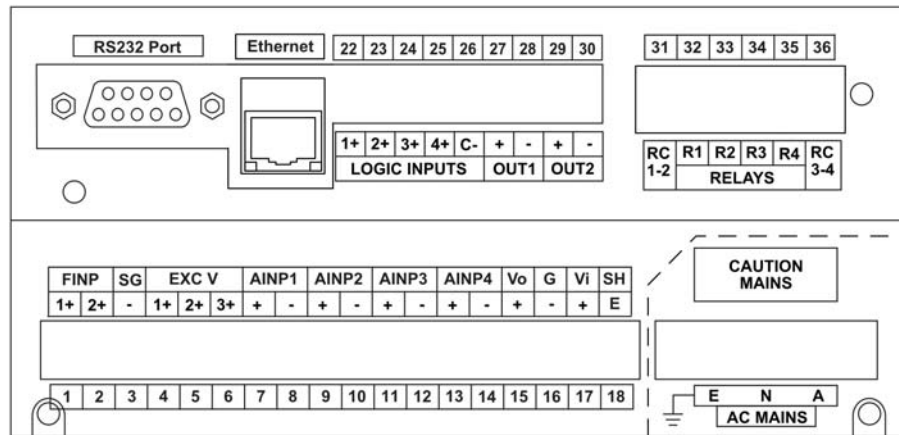 RS232 Port Ethernet 22 23 24 25 26 27 28 29 30 31 32 33 34 35 36
1+ 2+ 3+ 4+ C- + - + -
LOGIC INPUTS OUT1 OUT2
RC R1 R2 R3 R4 RC
1-2 RELAYS 3-4
CAUTION
MAINS
FINP SG EXC V AINP1 AINP2 AINP3 AINP4 Vo G Vi SH
1+ 2+ - 1+ 2+ 3+ + - + - + - + - + - + E
1 2 3 4 5 6 7 8 9 10 11 12 13 14 15 16 17 18
E N A
AC MAINS